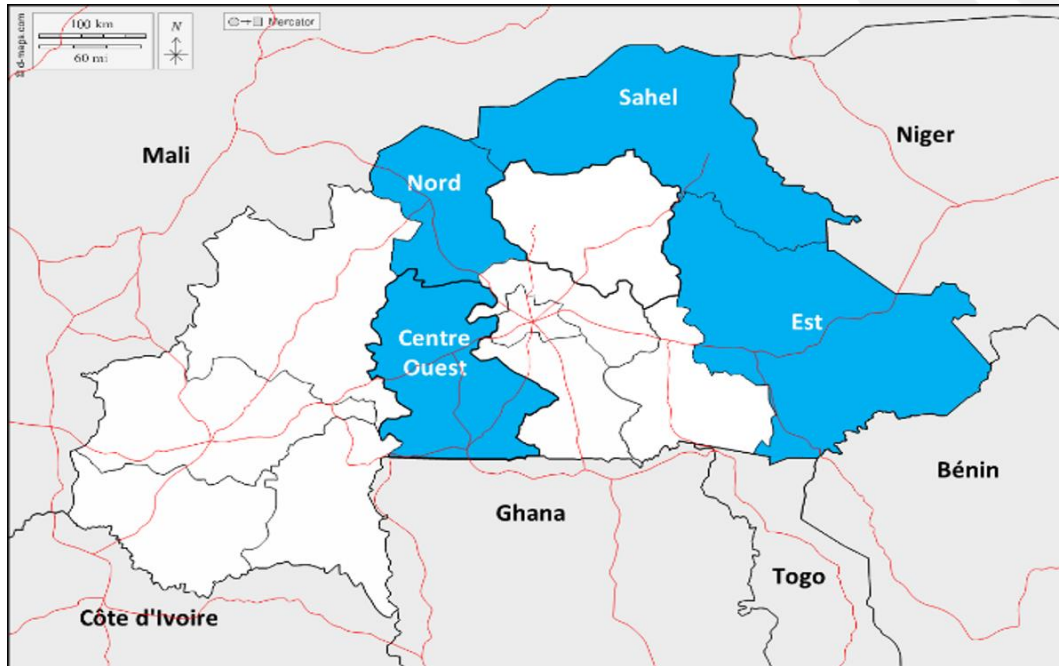 100 km
60 mi
© d-maps.com
N
Mercator
Sahel
Niger
Mali
Nord
Est
Centre
Ouest
Bénin
Ghana
Togo
Côte d'Ivoire